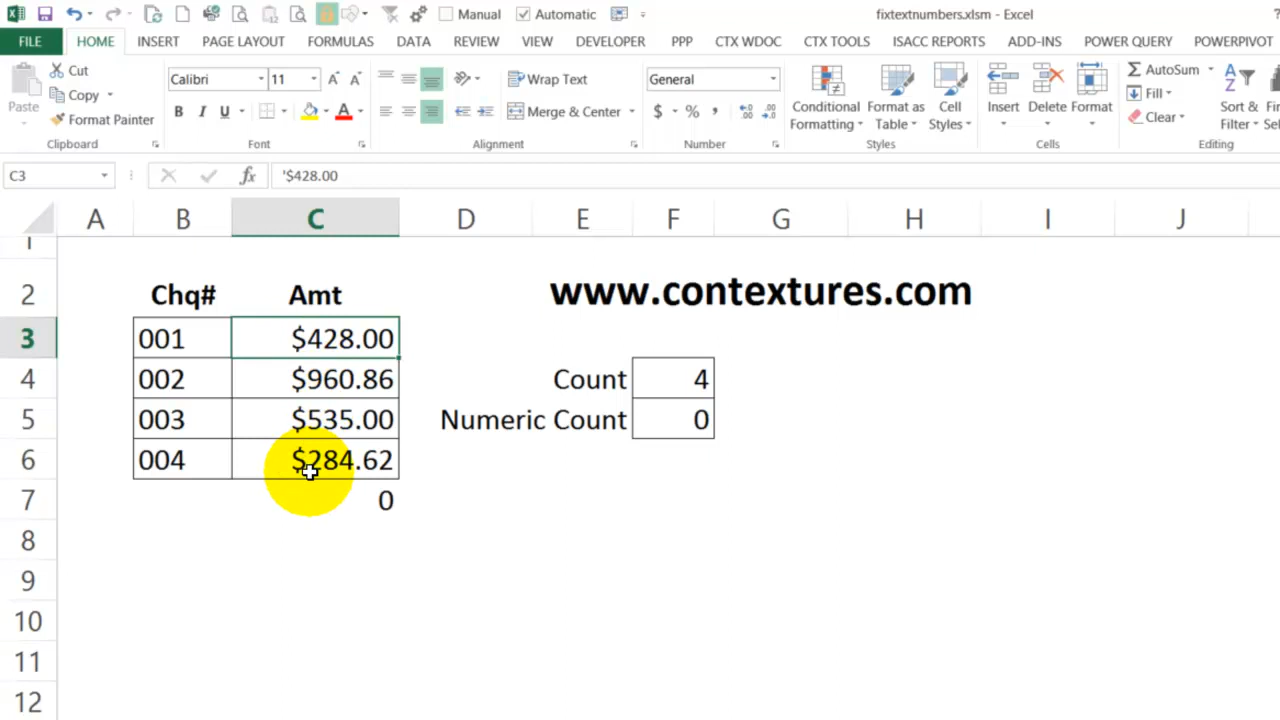 Manual Automatic fixtextnumbers.xlsm - Excel ?
FILE HOME INSERT PAGE LAYOUT FORMULAS DATA REVIEW VIEW DEVELOPER PPP CTX WDOC CTX TOOLS ISACC REPORTS ADD-INS POWER QUERY POWERPIVOT
Paste
Cut
Copy
Format Painter
Clipboard
Calibri 11
B I U A
Font
Wrap Text
Merge & Center
Alignment
General
$ % ,
Number
Conditional Formatting
Format as Table
Cell Styles
Styles
Insert Delete Format
Cells
AutoSum
Fill
Clear
Sort & Filter
Editing
C3 fx '$428.00
A B C D E F G H I J
1
2 Chq# Amt www.contextures.com
3 001 $428.00
4 002 $960.86 Count 4
5 003 $535.00 Numeric Count 0
6 004 $284.62
7 0
8
9
10
11
12